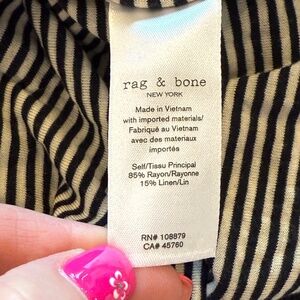 rag & bone
NEW YORK
Made in Vietnam
with imported materials/
Fabriqué au Vietnam
avec des materiaux
importés
Self/Tissu Principal
85% Rayon/Rayonne
15% Linen/Lin
RN# 108879
CA# 45760